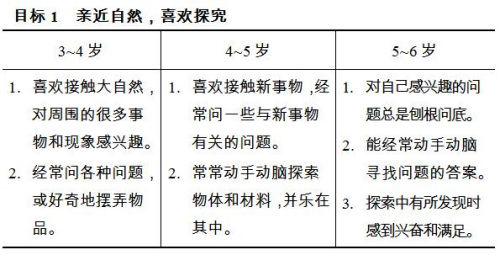 目标1 亲近自然，喜欢探究
3~4 岁
4~5 岁
5~6 岁
1. 喜欢接触大自然，
对周围的很多事
物和现象感兴趣。
2. 经常问各种问题，
或好奇地摆弄物
品。
1. 喜欢接触新事物，经
常问一些与新事物
有关的问题。
2. 常常动手动脑探索
物体和材料，并乐在
其中。
1. 对自己感兴趣的问
题总是刨根问底。
2. 能经常动手动脑
寻找问题的答案。
3. 探索中有所发现时
感到兴奋和满足。